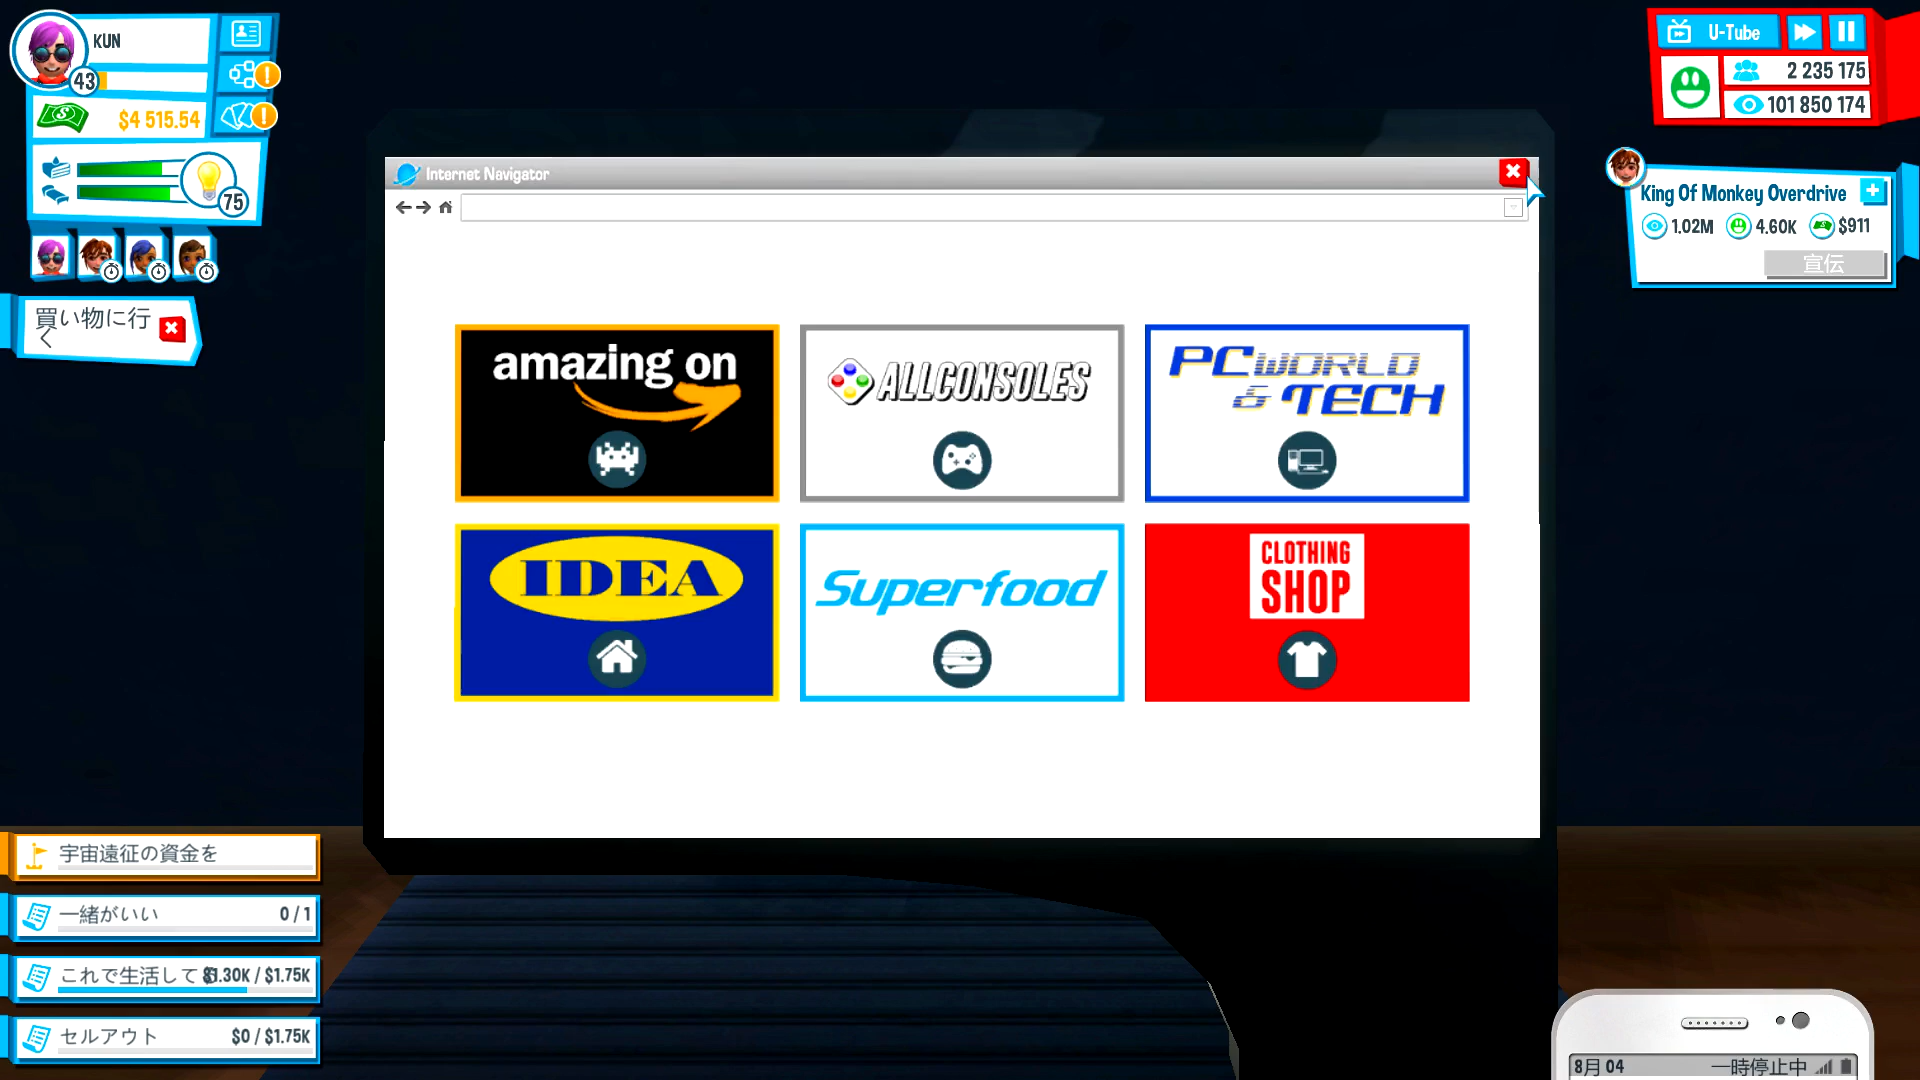 KUN
43
$4 515.54
75
買い物に行
く
宇宙遠征の資金を
一緒がいい 0 / 1
これで生活して $1.30K / $1.75K
セルアウト $0 / $1.75K
Internet Navigator
amazing on
ALLCONSOLES
PC WORLD
& TECH
IDEA
Superfood
CLOTHING
SHOP
U-Tube
2 235 175
101 850 174
King Of Monkey Overdrive
1.02M 4.60K $911
宣伝
8月 04 一時停止中